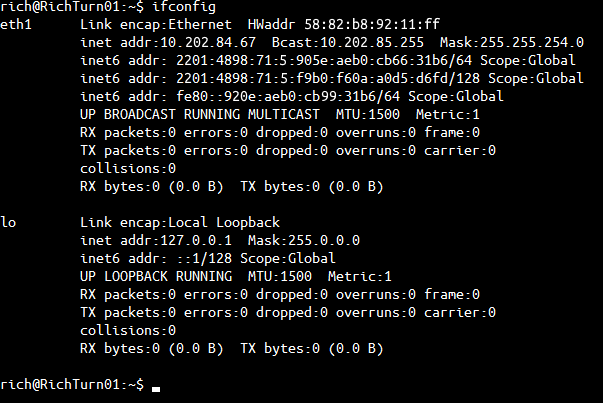 rich@RichTurn01:~$ ifconfig
eth1      Link encap:Ethernet  HWaddr 58:82:b8:92:11:ff
          inet addr:10.202.84.67  Bcast:10.202.85.255  Mask:255.255.254.0
          inet6 addr: 2201:4898:71:5:905e:aeb0:cb66:31b6/64 Scope:Global
          inet6 addr: 2201:4898:71:5:f9b0:f60a:a0d5:d6fd/128 Scope:Global
          inet6 addr: fe80::920e:aeb0:cb99:31b6/64 Scope:Global
          UP BROADCAST RUNNING MULTICAST  MTU:1500  Metric:1
          RX packets:0 errors:0 dropped:0 overruns:0 frame:0
          TX packets:0 errors:0 dropped:0 overruns:0 carrier:0
          collisions:0
          RX bytes:0 (0.0 B)  TX bytes:0 (0.0 B)

lo        Link encap:Local Loopback
          inet addr:127.0.0.1  Mask:255.0.0.0
          inet6 addr: ::1/128 Scope:Global
          UP LOOPBACK RUNNING  MTU:1500  Metric:1
          RX packets:0 errors:0 dropped:0 overruns:0 frame:0
          TX packets:0 errors:0 dropped:0 overruns:0 carrier:0
          collisions:0
          RX bytes:0 (0.0 B)  TX bytes:0 (0.0 B)

rich@RichTurn01:~$